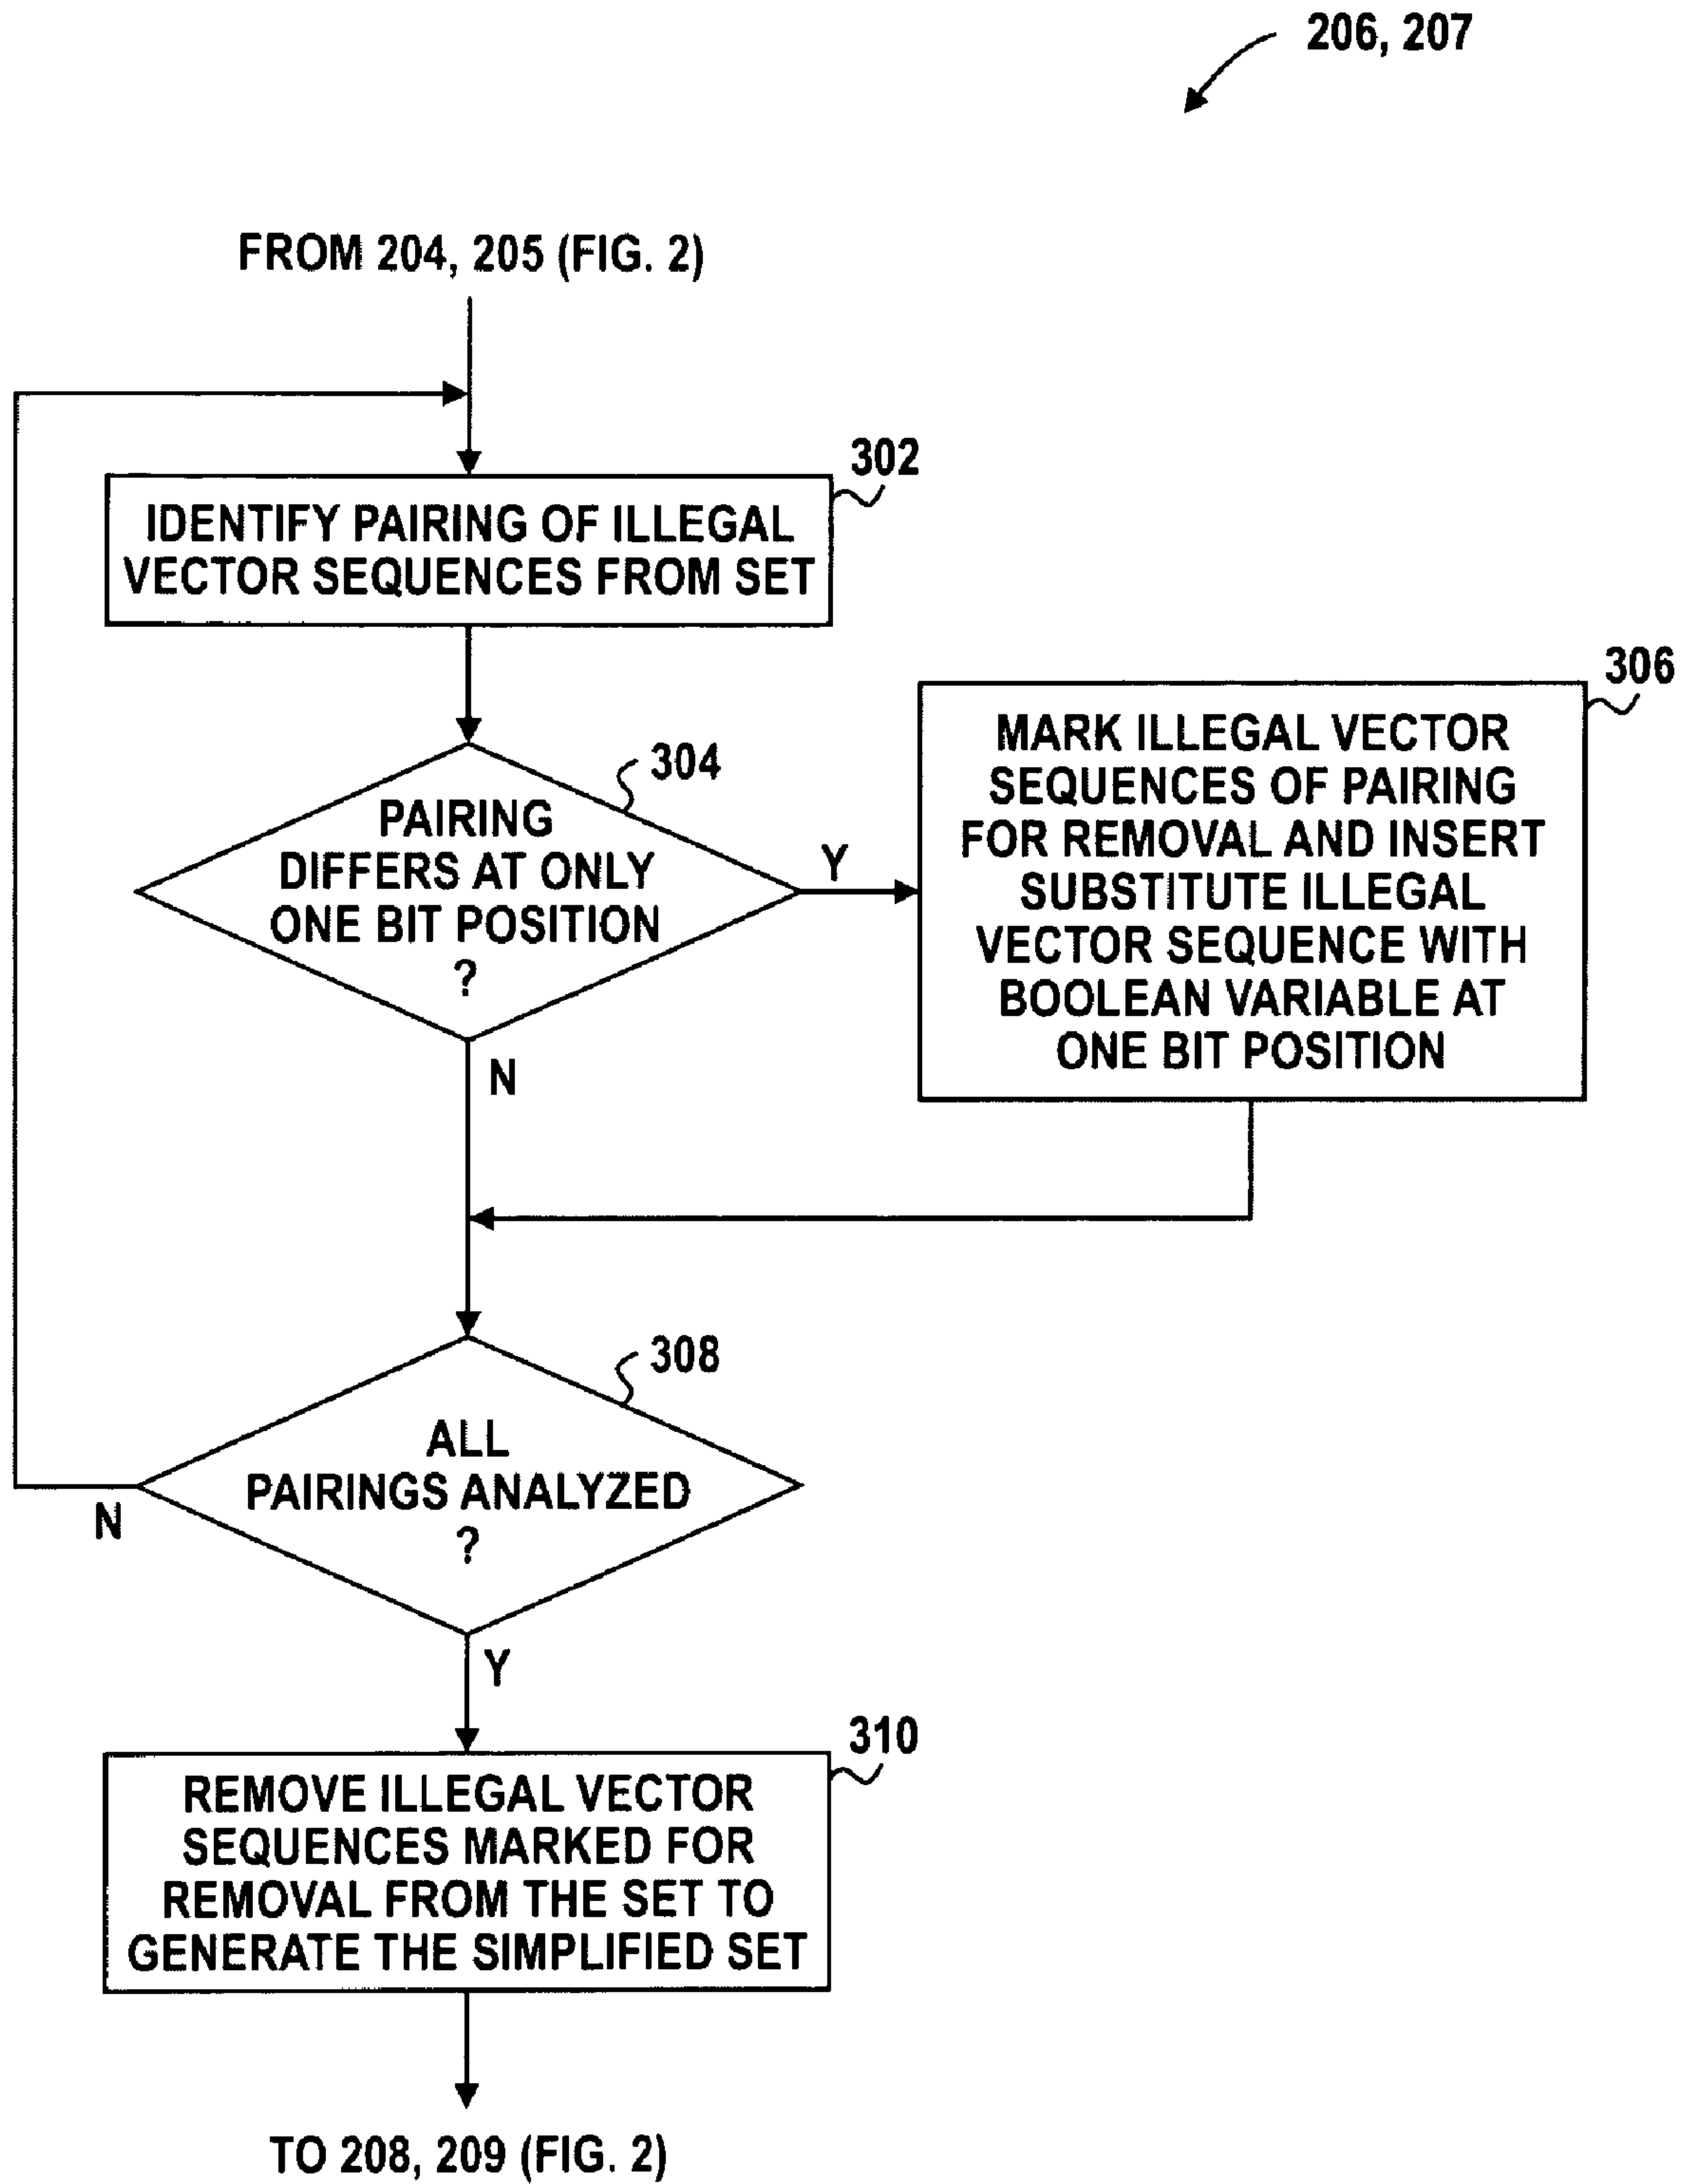 206, 207
FROM 204, 205 (FIG. 2)
302
IDENTIFY PAIRING OF ILLEGAL
VECTOR SEQUENCES FROM SET
304
PAIRING
DIFFERS AT ONLY
ONE BIT POSITION
?
Y
N
306
MARK ILLEGAL VECTOR
SEQUENCES OF PAIRING
FOR REMOVAL AND INSERT
SUBSTITUTE ILLEGAL
VECTOR SEQUENCE WITH
BOOLEAN VARIABLE AT
ONE BIT POSITION
308
ALL
PAIRINGS ANALYZED
?
N
Y
310
REMOVE ILLEGAL VECTOR
SEQUENCES MARKED FOR
REMOVAL FROM THE SET TO
GENERATE THE SIMPLIFIED SET
TO 208, 209 (FIG. 2)